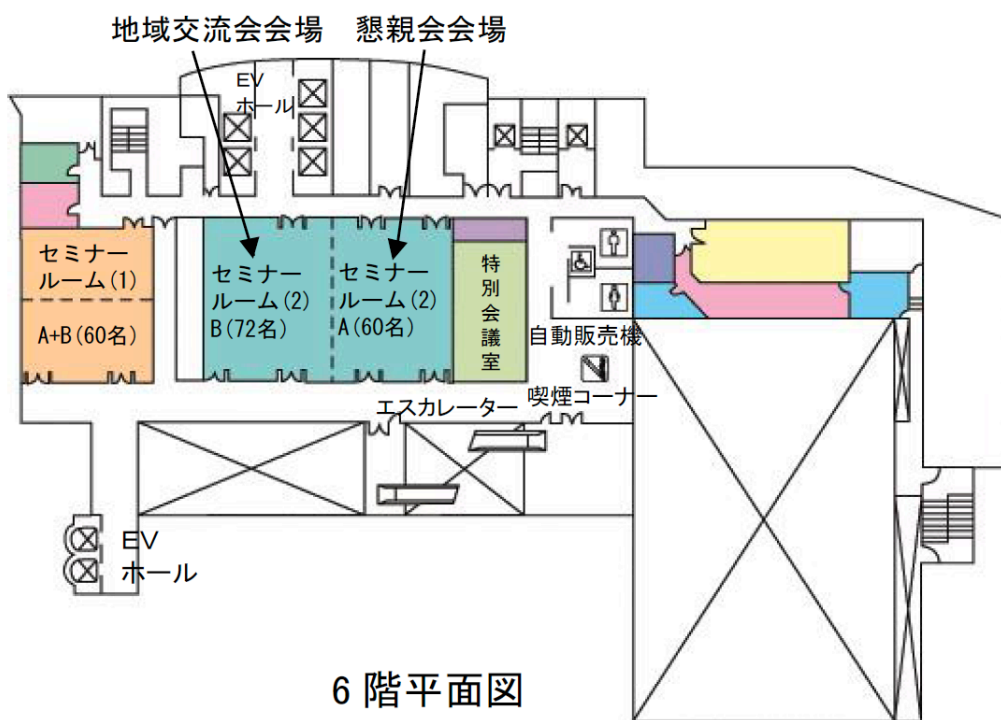 地域交流会会場
懇親会会場
EV
ホール
セミナー
ルーム(1)
A+B(60名)
セミナー
ルーム(2)
B(72名)
セミナー
ルーム(2)
A(60名)
特別会議室
自動販売機
喫煙コーナー
エスカレーター
EV
ホール
6階平面図